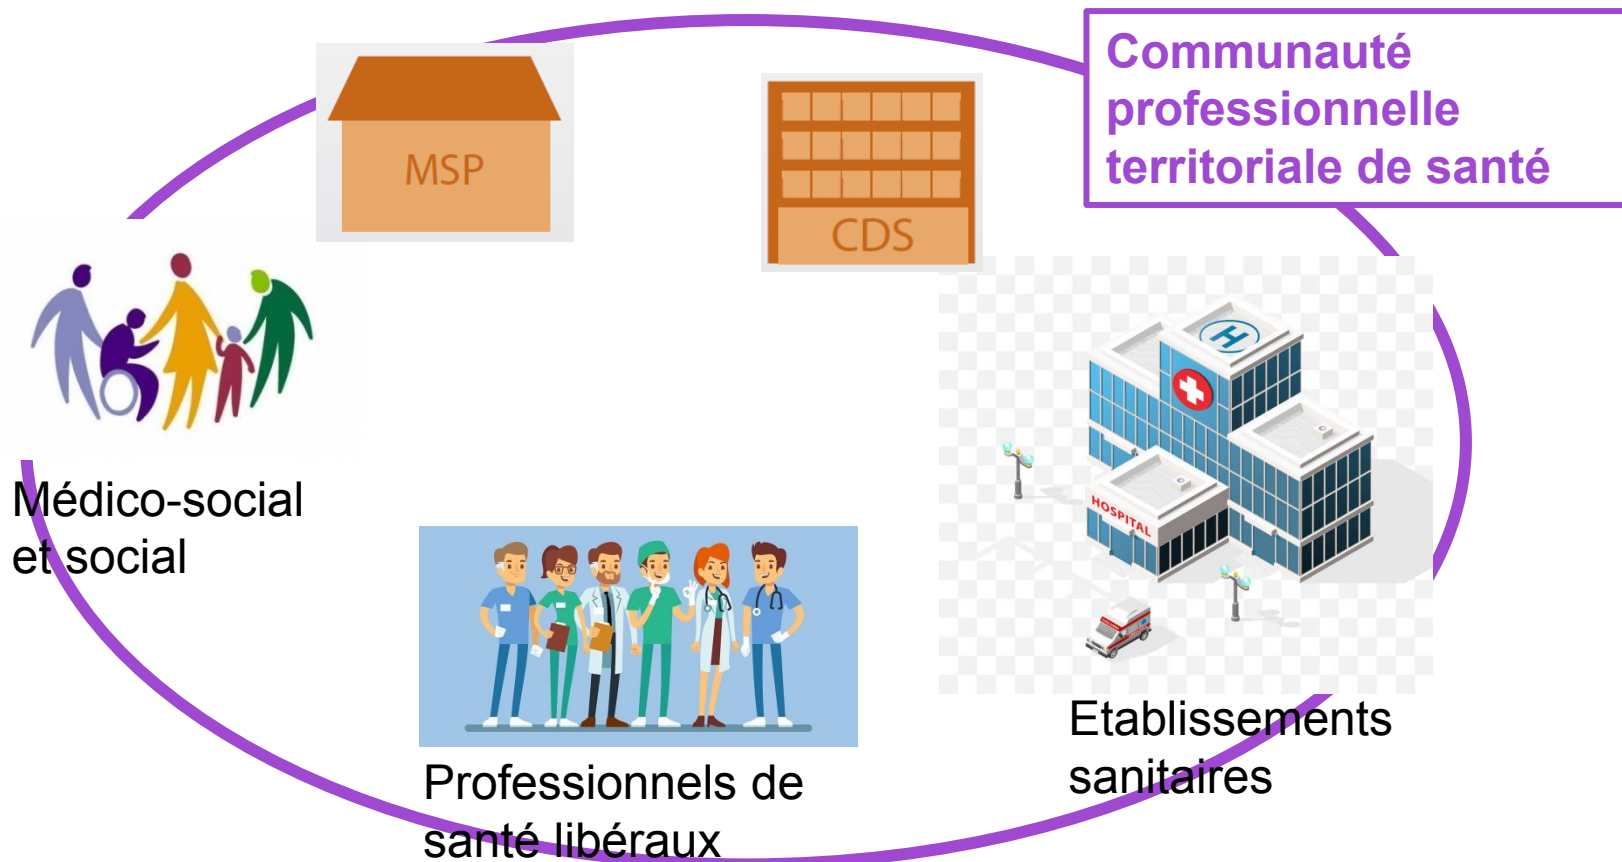 Communauté
professionnelle
territoriale de santé
MSP
CDS
H
HOSPITAL
Médico-social
et social
Etablissements
sanitaires
Professionnels de
santé libéraux